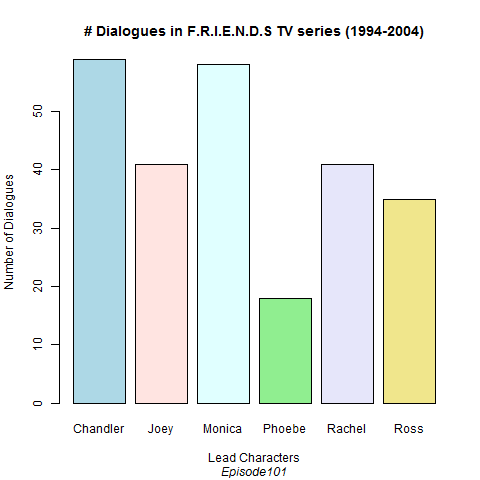 # Dialogues in F.R.I.E.N.D.S TV series (1994-2004)
Number of Dialogues
50
40
30
20
10
0
Chandler Joey Monica Phoebe Rachel Ross
Lead Characters
Episode101